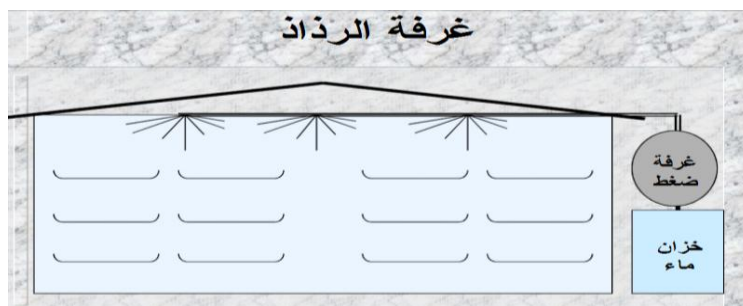 غرفة الرذاذ
غرفة
ضغط
خزان
ماء